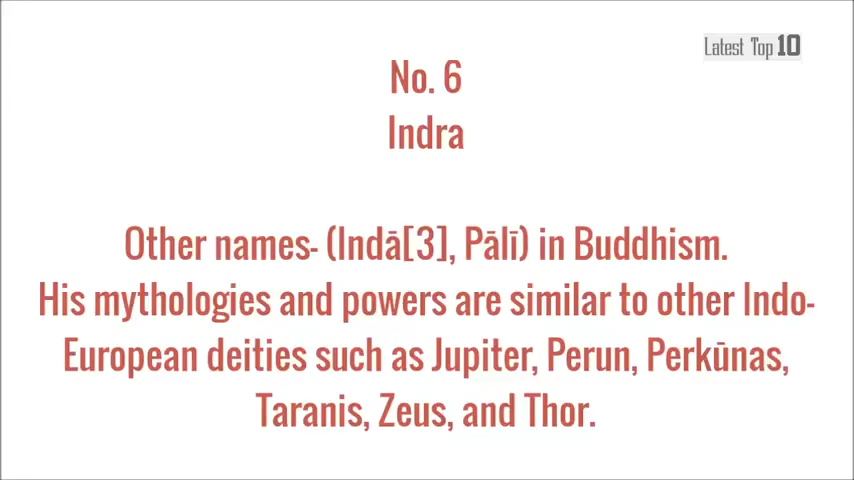 Latest Top 10
No. 6
Indra
Other names- (Indā[3], Pālī) in Buddhism.
His mythologies and powers are similar to other Indo-
European deities such as Jupiter, Perun, Perkūnas,
Taranis, Zeus, and Thor.